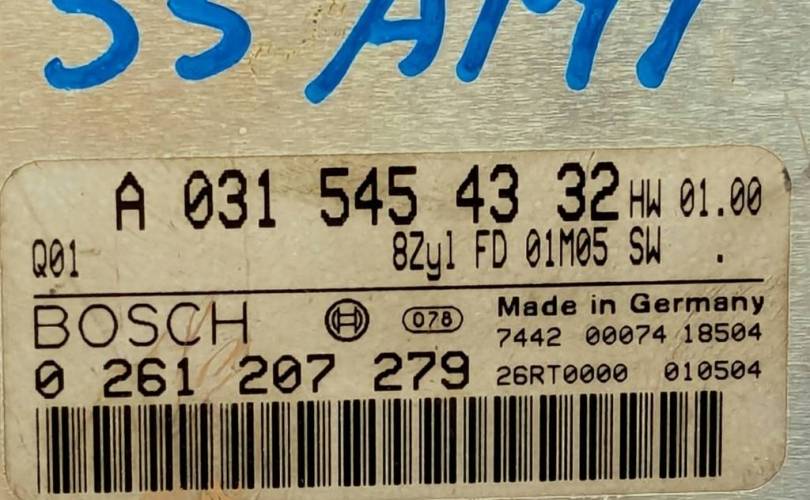 55 AMT
A 031 545 43 32 HW 01.00
Q01 8Zyl FD 01M05 SW .
BOSCH 078 Made in Germany
7442 00074 18504
0 261 207 279 26RT0000 010504